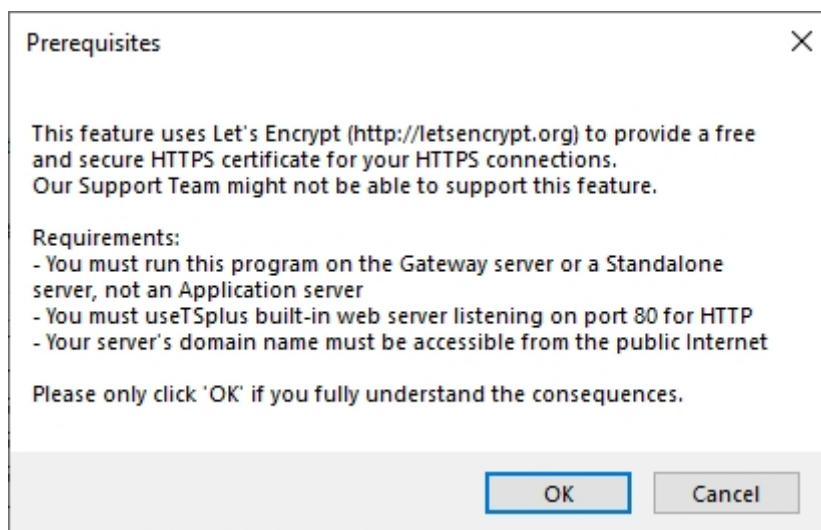 Prerequisites
This feature uses Let's Encrypt (http://letsencrypt.org) to provide a free
and secure HTTPS certificate for your HTTPS connections.
Our Support Team might not be able to support this feature.
Requirements:
- You must run this program on the Gateway server or a Standalone
server, not an Application server
- You must useTSplus built-in web server listening on port 80 for HTTP
- Your server's domain name must be accessible from the public Internet
Please only click 'OK' if you fully understand the consequences.
OK
Cancel